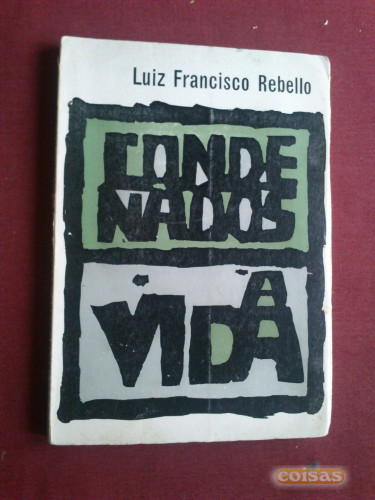 Luiz Francisco Rebello
CONDE
NADOS
À
VIDA
coisas